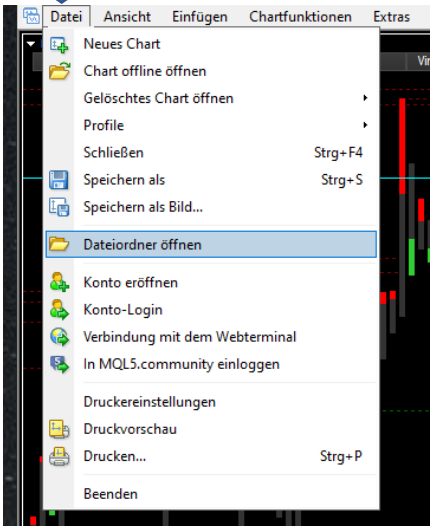 Datei Ansicht Einfügen Chartfunktionen Extras
Neues Chart
Chart offline öffnen
Gelöschtes Chart öffnen
Profile
Schließen Strg+F4
Speichern als Strg+S
Speichern als Bild...
Dateiordner öffnen
Konto eröffnen
Konto-Login
Verbindung mit dem Webterminal
In MQL5.community einloggen
Druckereinstellungen
Druckvorschau
Drucken... Strg+P
Beenden